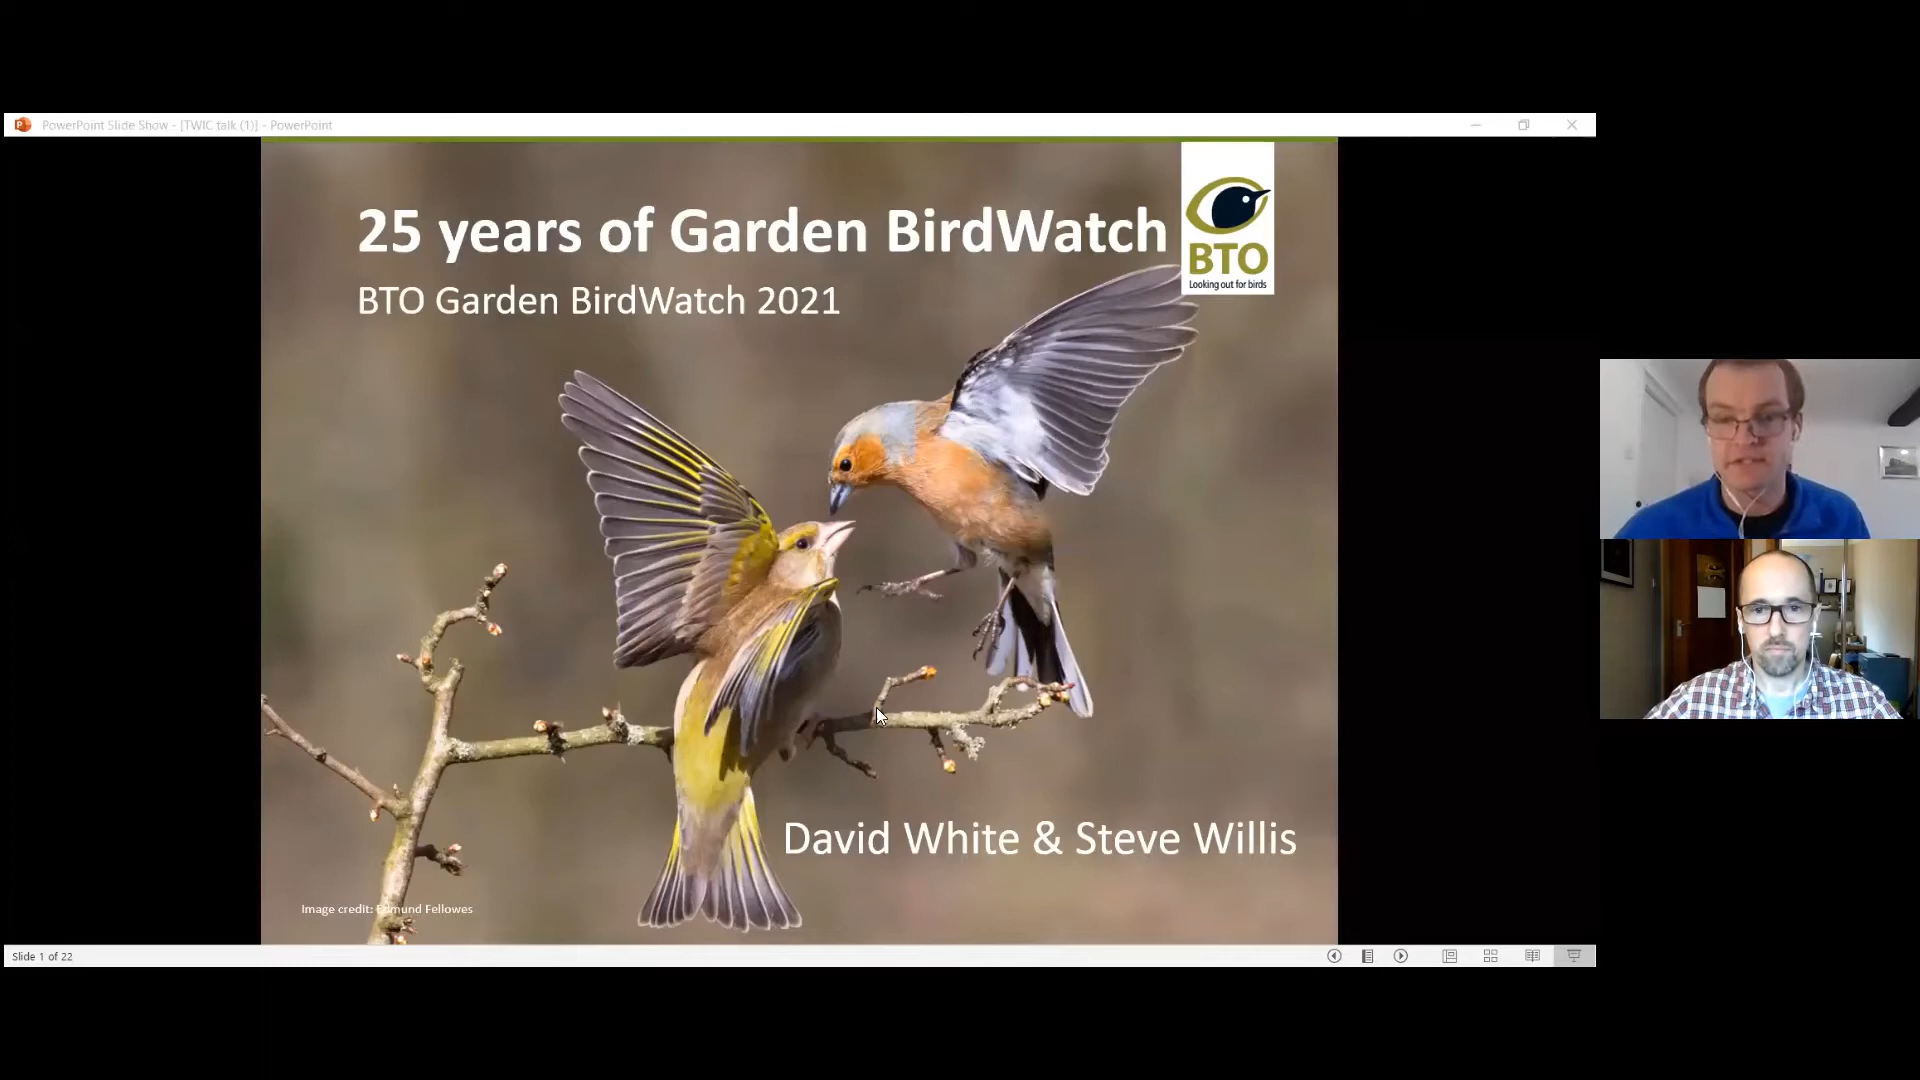 PowerPoint Slide Show - [TWIC talk (1)] - PowerPoint
25 years of Garden BirdWatch
BTO Garden BirdWatch 2021
BTO
Looking out for birds
David White & Steve Willis
Image credit: Edmund Fellowes
Slide 1 of 22